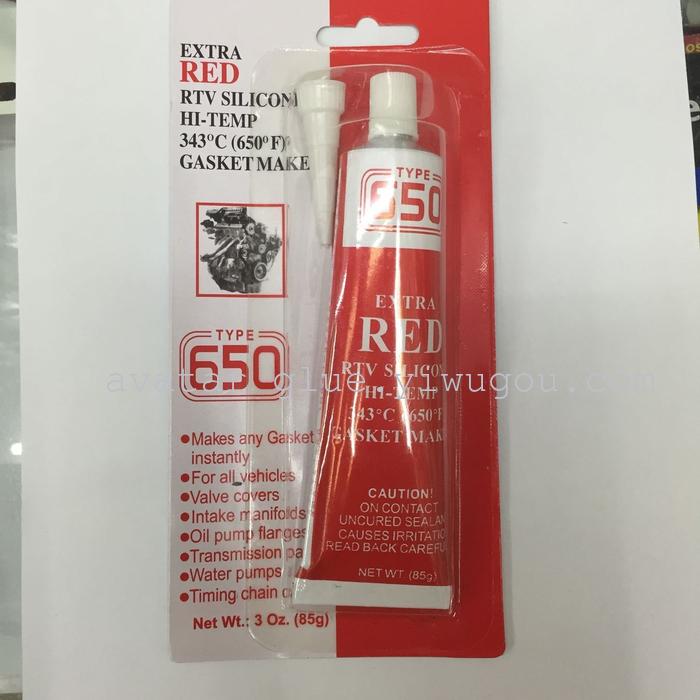 EXTRA
RED
RTV SILICON
HI-TEMP
343°C (650°F)
GASKET MAKE
TYPE
650
Makes any Gasket
instantly
For all vehicles
Valve covers
Intake manifolds
Oil pump flanges
Transmission pa
Water pumps
Timing chain c
Net Wt.: 3 Oz. (85g)
TYPE
650
EXTRA
RED
RTV SILICON
HI-TEMP
343°C (650°F
GASKET MAK
CAUTION!
ON CONTACT
UNCURED SEALAN
CAUSES IRRITATIO
READ BACK CAREFU
NET WT. (85g)
avatar_glue.yiwugou.com